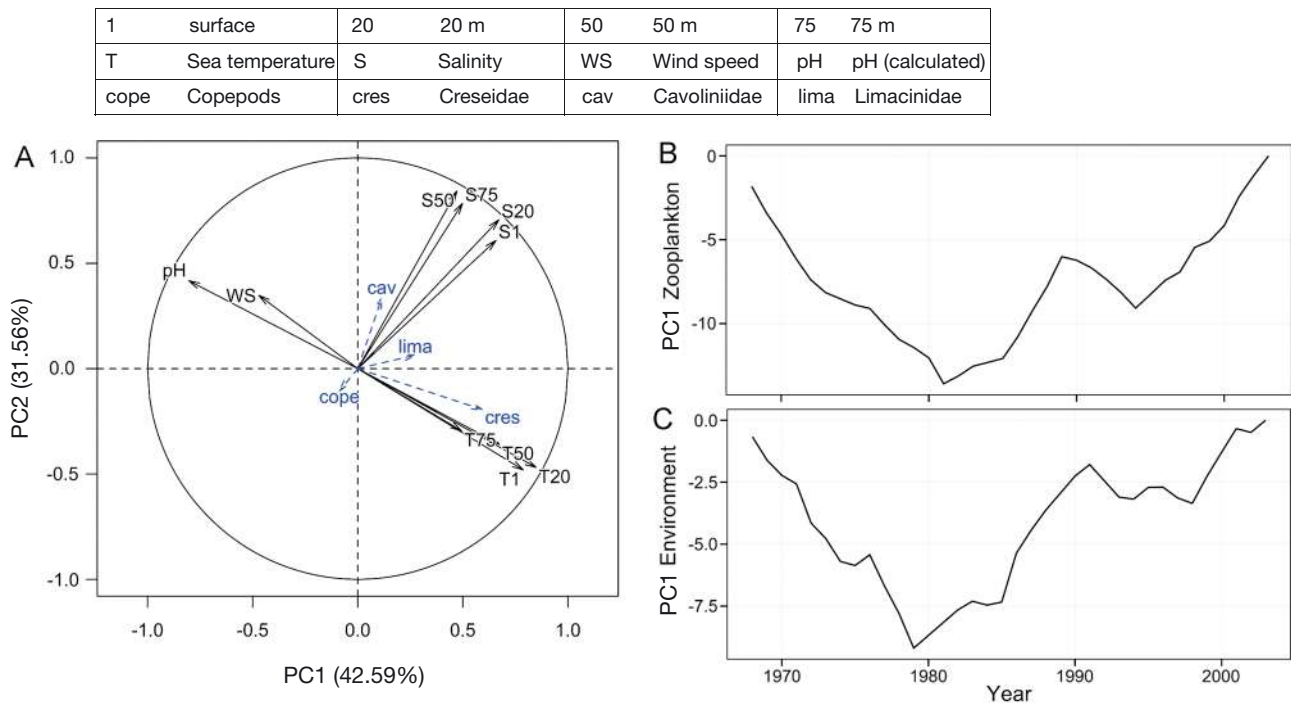 1 surface 20 20 m 50 50 m 75 75 m
T Sea temperature S Salinity WS Wind speed pH pH (calculated)
cope Copepods cres Creseidae cav Cavoliniidae lima Limacinidae
A
1.0
0.5
0.0
-0.5
-1.0
PC2 (31.56%)
S50 S75
S20
S1
pH
WS
cav
lima
cope
cres
T75
T50
T1 T20
-1.0 -0.5 0.0 0.5 1.0
PC1 (42.59%)
B
0
-5
-10
PC1 Zooplankton
C
0.0
-2.5
-5.0
-7.5
PC1 Environment
1970 1980 1990 2000
Year